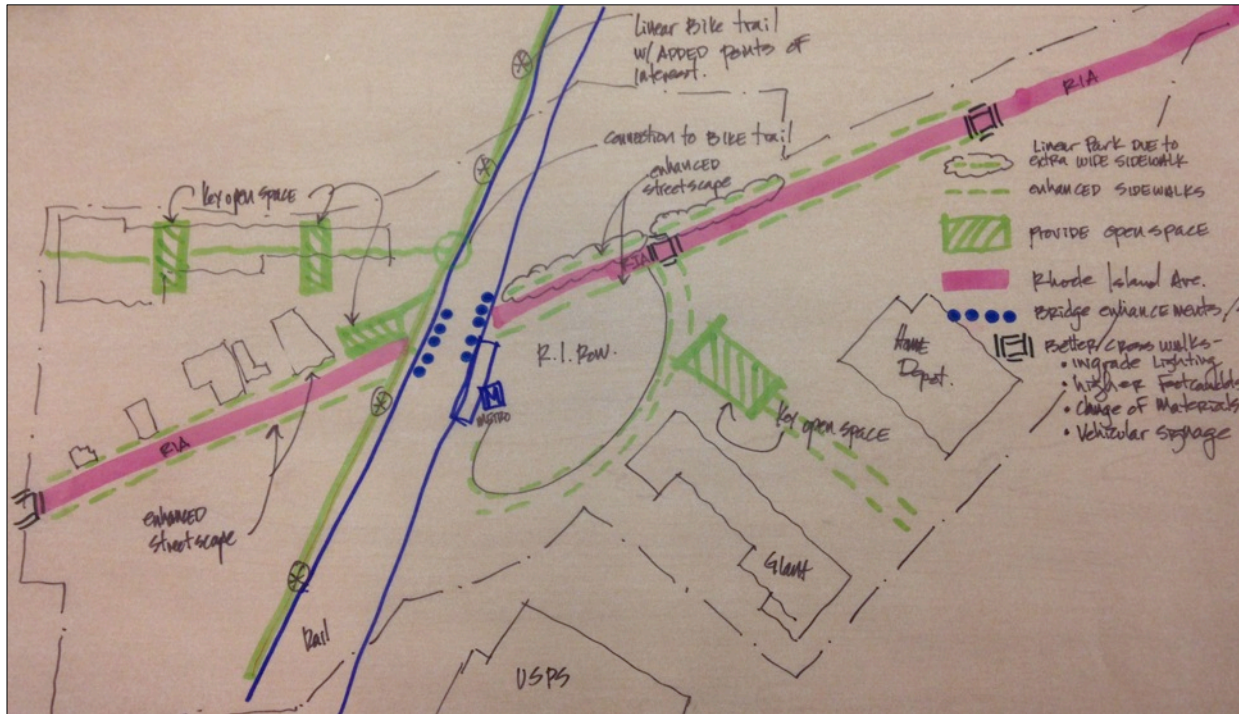 Linear Bike trail
w/ ADDED points of
interest.
connection to Bike trail
enhanced
streetscape
Key open space
RIA
RIA
RIA
R.I. Row.
M
METRO
enhanced
streetscape
Key open space
Home
Depot.
Giant
USPS
Rail
Linear Park DUE TO
extra WIDE SIDEWALK
enhanced SIDEWALKS
PROVIDE open space
Rhode Island Ave.
Bridge enhancements
Better Crosswalks-
• ingrade Lighting
• higher Footcandles
• Change of Materials
• Vehicular Signage